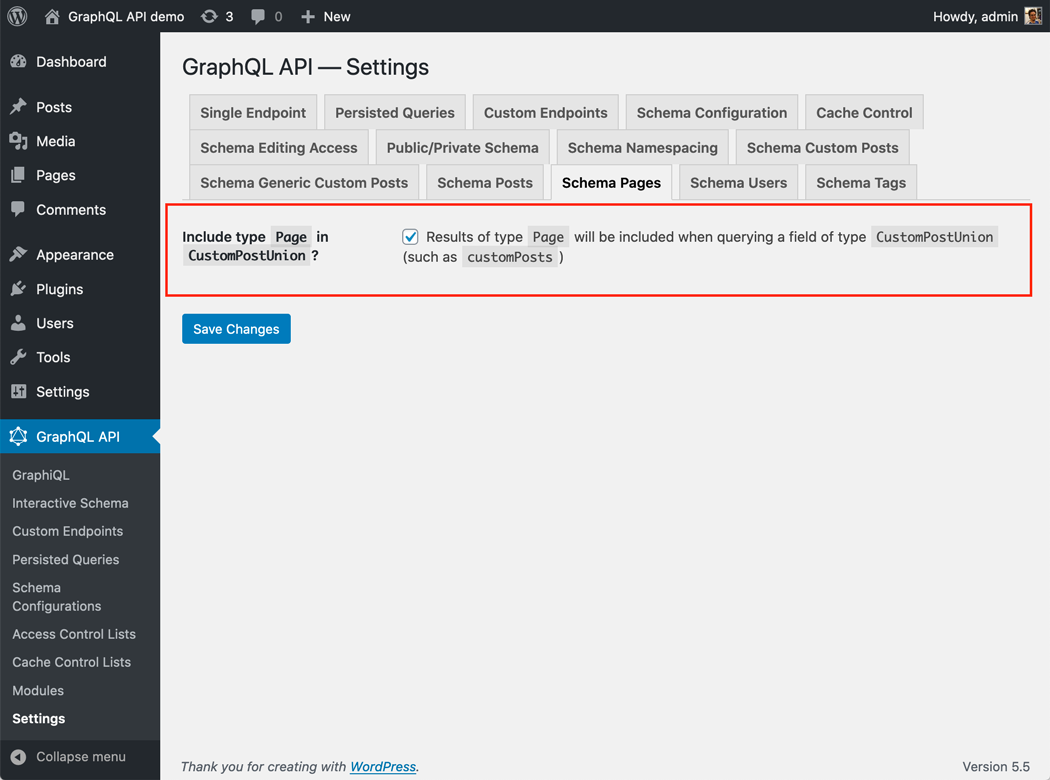 GraphQL API demo 3 0 New Howdy, admin
Dashboard
Posts
Media
Pages
Comments
Appearance
Plugins
Users
Tools
Settings
GraphQL API
GraphiQL
Interactive Schema
Custom Endpoints
Persisted Queries
Schema
Configurations
Access Control Lists
Cache Control Lists
Modules
Settings
Collapse menu
GraphQL API — Settings
Single Endpoint Persisted Queries Custom Endpoints Schema Configuration Cache Control
Schema Editing Access Public/Private Schema Schema Namespacing Schema Custom Posts
Schema Generic Custom Posts Schema Posts Schema Pages Schema Users Schema Tags
Include type Page in
CustomPostUnion ?
Results of type Page will be included when querying a field of type CustomPostUnion
(such as customPosts )
Save Changes
Thank you for creating with WordPress. Version 5.5